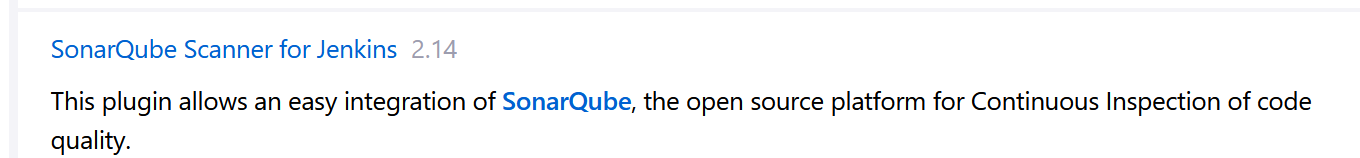 SonarQube Scanner for Jenkins 2.14
This plugin allows an easy integration of SonarQube, the open source platform for Continuous Inspection of code
quality.